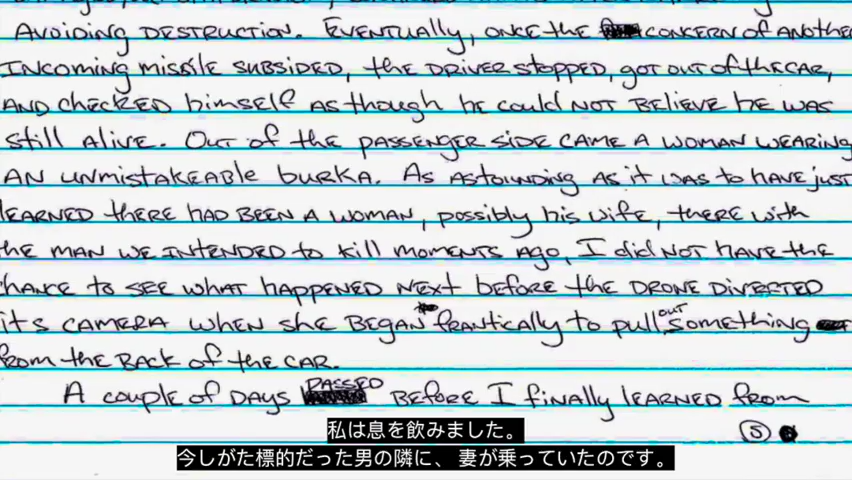 AVOIDING DESTRUCTION. EVENTUALLY, ONCE THE CONCERN OF ANOTHER
INCOMING MISSILE SUBSIDED, THE DRIVER STOPPED, GOT OUT OF THE CAR,
AND CHECKED HIMSELF AS THOUGH HE COULD NOT BELIEVE HE WAS
STILL ALIVE. OUT OF THE PASSENGER SIDE CAME A WOMAN WEARING
AN UNMISTAKEABLE BURKA. AS ASTOUNDING AS IT WAS TO HAVE JUST
LEARNED THERE HAD BEEN A WOMAN, POSSIBLY HIS WIFE, THERE WITH
THE MAN WE INTENDED TO KILL MOMENTS AGO, I DID NOT HAVE THE
CHANCE TO SEE WHAT HAPPENED NEXT BEFORE THE DRONE DIVERTED
ITS CAMERA WHEN SHE BEGAN FRANTICALLY TO PULL OUT SOMETHING
FROM THE BACK OF THE CAR.
A COUPLE OF DAYS PASSED BEFORE I FINALLY LEARNED FROM
5
私は息を飲みました。
今しがた標的だった男の隣に、妻が乗っていたのです。